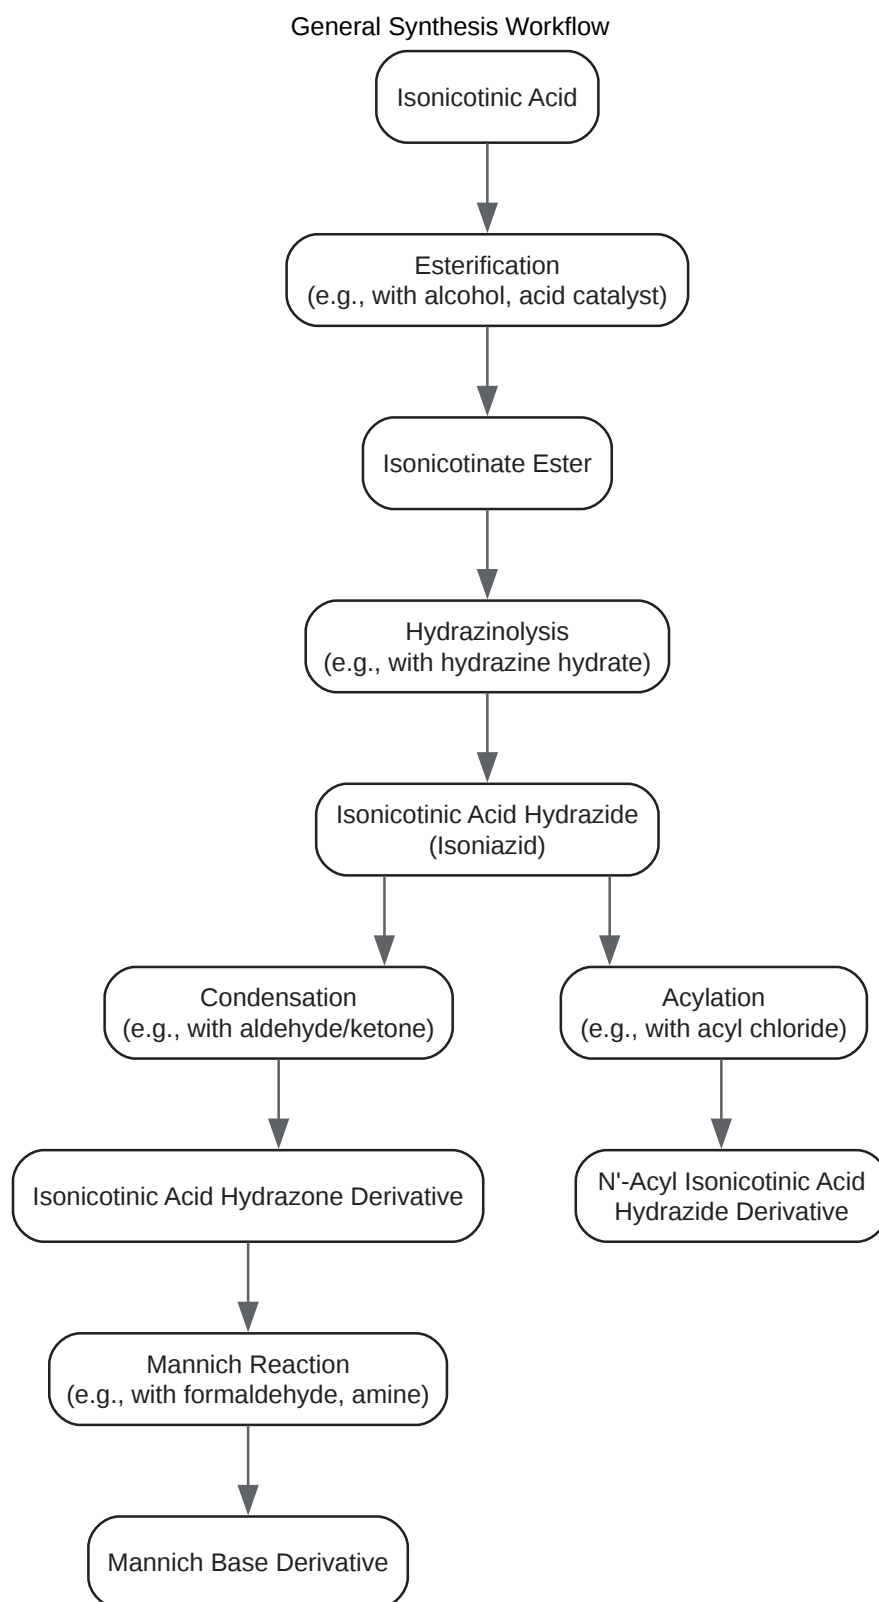 General Synthesis Workflow
Isonicotinic Acid
Esterification
(e.g., with alcohol, acid catalyst)
Isonicotinate Ester
Hydrazinolysis
(e.g., with hydrazine hydrate)
Isonicotinic Acid Hydrazide
(Isoniazid)
Condensation
(e.g., with aldehyde/ketone)
Acylation
(e.g., with acyl chloride)
Isonicotinic Acid Hydrazone Derivative
N'-Acyl Isonicotinic Acid
Hydrazide Derivative
Mannich Reaction
(e.g., with formaldehyde, amine)
Mannich Base Derivative